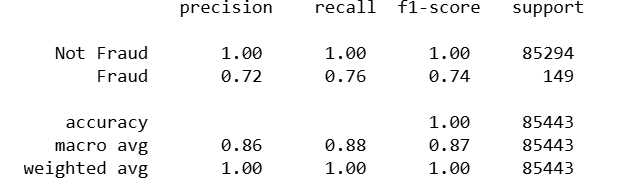 precision recall f1-score support
Not Fraud 1.00 1.00 1.00 85294
Fraud 0.72 0.76 0.74 149
accuracy 1.00 85443
macro avg 0.86 0.88 0.87 85443
weighted avg 1.00 1.00 1.00 85443